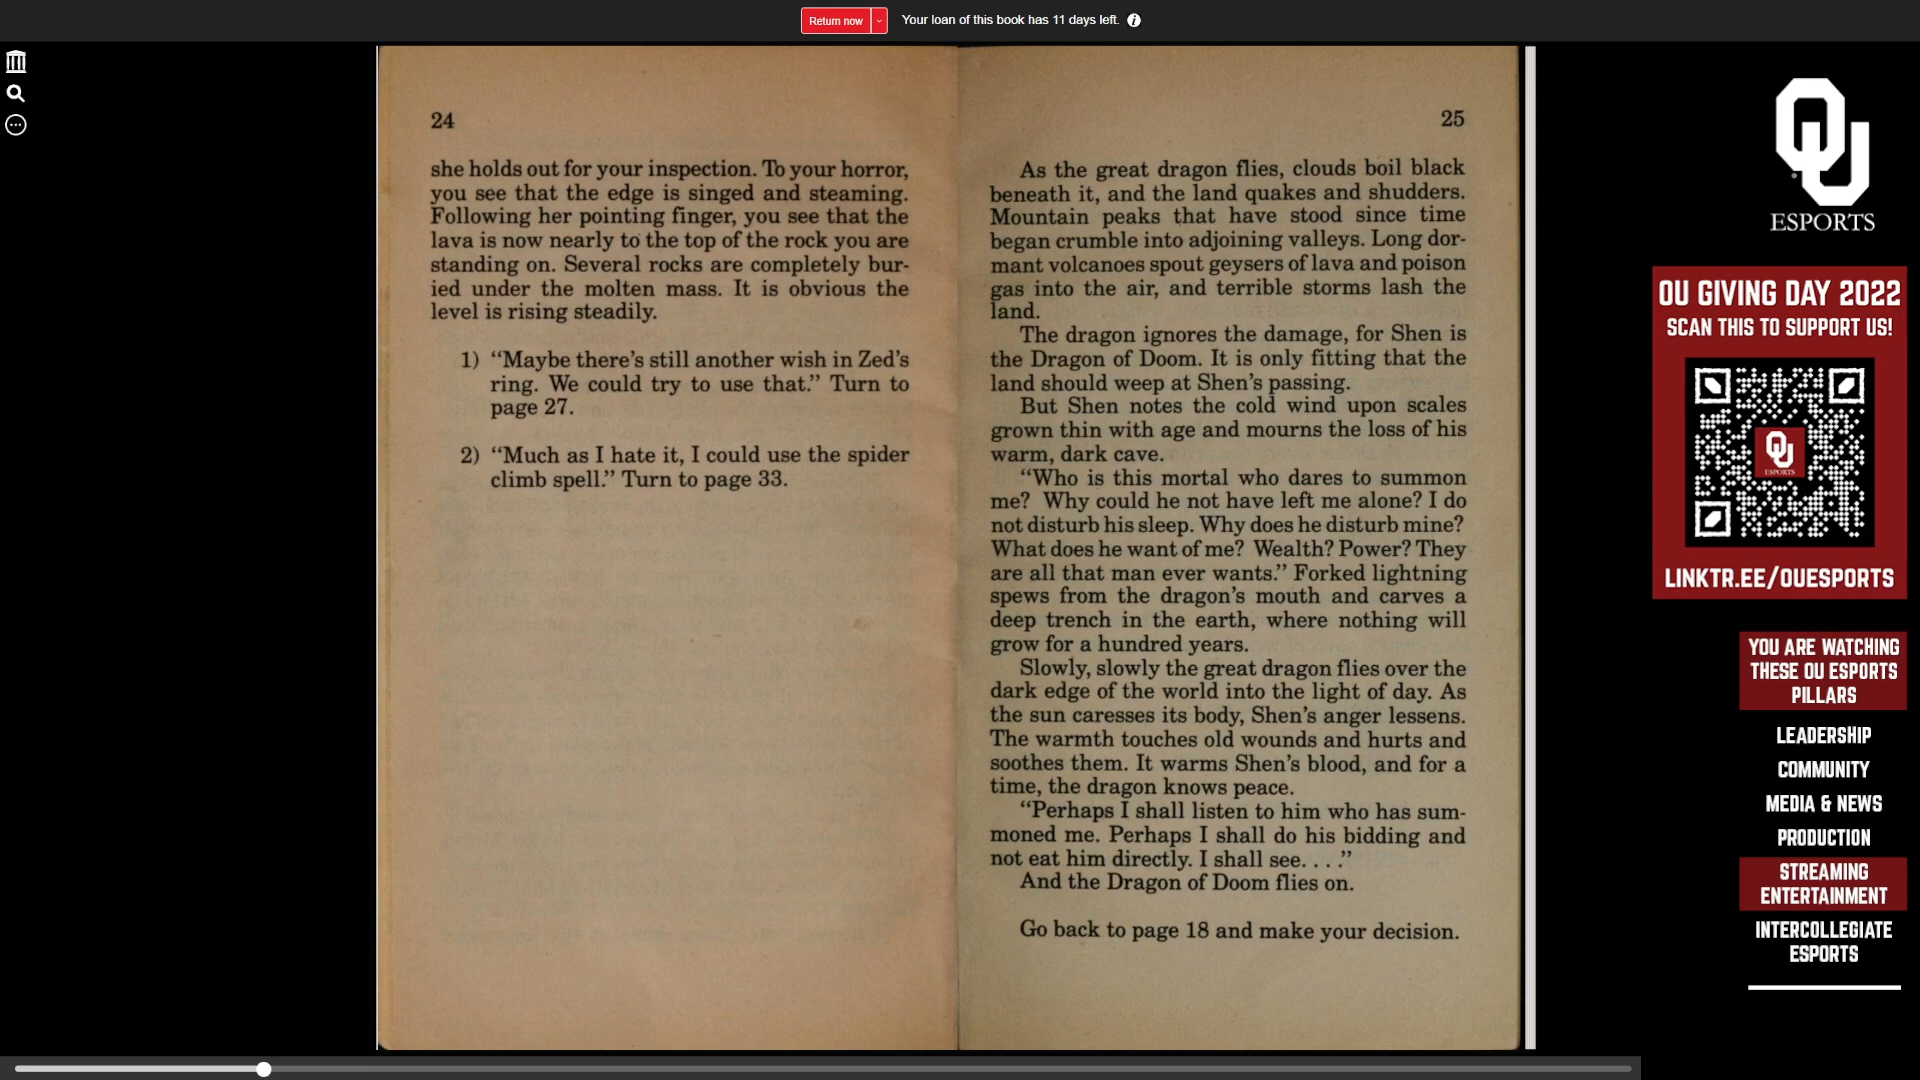 Return now
Your loan of this book has 11 days left.
24
she holds out for your inspection. To your horror,
you see that the edge is singed and steaming.
Following her pointing finger, you see that the
lava is now nearly to the top of the rock you are
standing on. Several rocks are completely bur-
ied under the molten mass. It is obvious the
level is rising steadily.
1) “Maybe there’s still another wish in Zed’s
ring. We could try to use that.” Turn to
page 27.
2) “Much as I hate it, I could use the spider
climb spell.” Turn to page 33.
25
As the great dragon flies, clouds boil black
beneath it, and the land quakes and shudders.
Mountain peaks that have stood since time
began crumble into adjoining valleys. Long dor-
mant volcanoes spout geysers of lava and poison
gas into the air, and terrible storms lash the
land.
The dragon ignores the damage, for Shen is
the Dragon of Doom. It is only fitting that the
land should weep at Shen’s passing.
But Shen notes the cold wind upon scales
grown thin with age and mourns the loss of his
warm, dark cave.
“Who is this mortal who dares to summon
me? Why could he not have left me alone? I do
not disturb his sleep. Why does he disturb mine?
What does he want of me? Wealth? Power? They
are all that man ever wants.” Forked lightning
spews from the dragon’s mouth and carves a
deep trench in the earth, where nothing will
grow for a hundred years.
Slowly, slowly the great dragon flies over the
dark edge of the world into the light of day. As
the sun caresses its body, Shen’s anger lessens.
The warmth touches old wounds and hurts and
soothes them. It warms Shen’s blood, and for a
time, the dragon knows peace.
“Perhaps I shall listen to him who has sum-
moned me. Perhaps I shall do his bidding and
not eat him directly. I shall see. . . .”
And the Dragon of Doom flies on.
Go back to page 18 and make your decision.
OU
ESPORTS
OU GIVING DAY 2022
SCAN THIS TO SUPPORT US!
OU
ESPORTS
LINKTR.EE/OUESPORTS
YOU ARE WATCHING
THESE OU ESPORTS
PILLARS
LEADERSHIP
COMMUNITY
MEDIA & NEWS
PRODUCTION
STREAMING
ENTERTAINMENT
INTERCOLLEGIATE
ESPORTS